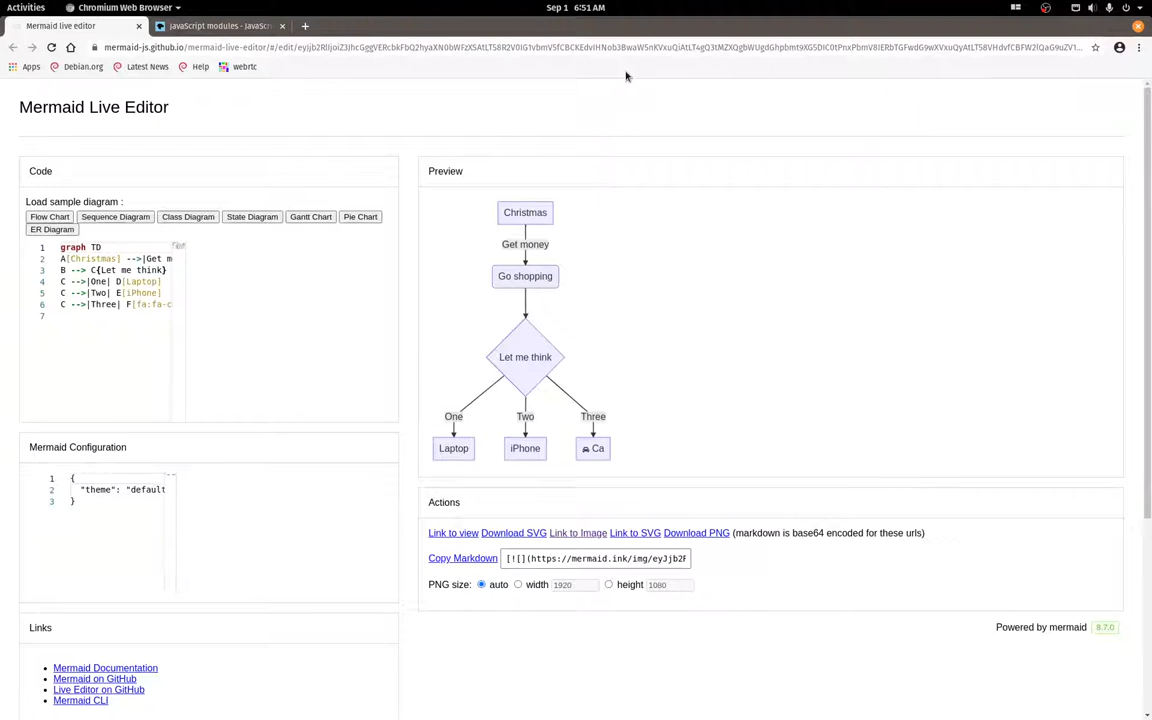 Activities
Chromium Web Browser
Sep 1 6:51 AM
Mermaid live editor
JavaScript modules - JavaSc
mermaid-js.github.io/mermaid-live-editor/#/edit/
Apps
Debian.org
Latest News
Help
webrtc
Mermaid Live Editor
Code
Load sample diagram :
Flow Chart
Sequence Diagram
Class Diagram
State Diagram
Gantt Chart
Pie Chart
ER Diagram
1 graph TD
2 A[Christmas] -->|Get m
3 B --> C{Let me think}
4 C -->|One| D[Laptop]
5 C -->|Two| E[iPhone]
6 C -->|Three| F[fa:fa-c
7
Mermaid Configuration
1 {
2 "theme": "default
3 }
Links
Mermaid Documentation
Mermaid on GitHub
Live Editor on GitHub
Mermaid CLI
Preview
Christmas
Get money
Go shopping
Let me think
One Two Three
Laptop iPhone Ca
Actions
Link to view Download SVG Link to Image Link to SVG Download PNG (markdown is base64 encoded for these urls)
Copy Markdown [![](https://mermaid.ink/img/eyJjb2R
PNG size: auto width 1920 height 1080
Powered by mermaid 8.7.0